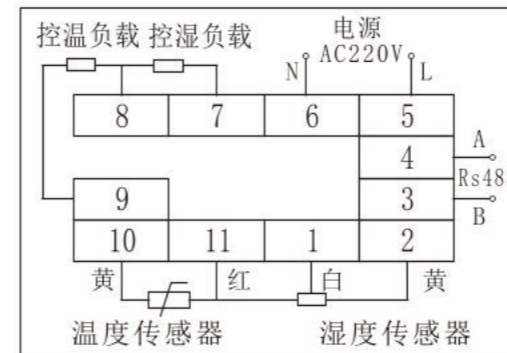 电源
控温负载 控湿负载
AC220V
N L
8 7 6 5
4 A
Rs48
9 3 B
10 11 1 2
黄 红 白 黄
温度传感器 湿度传感器